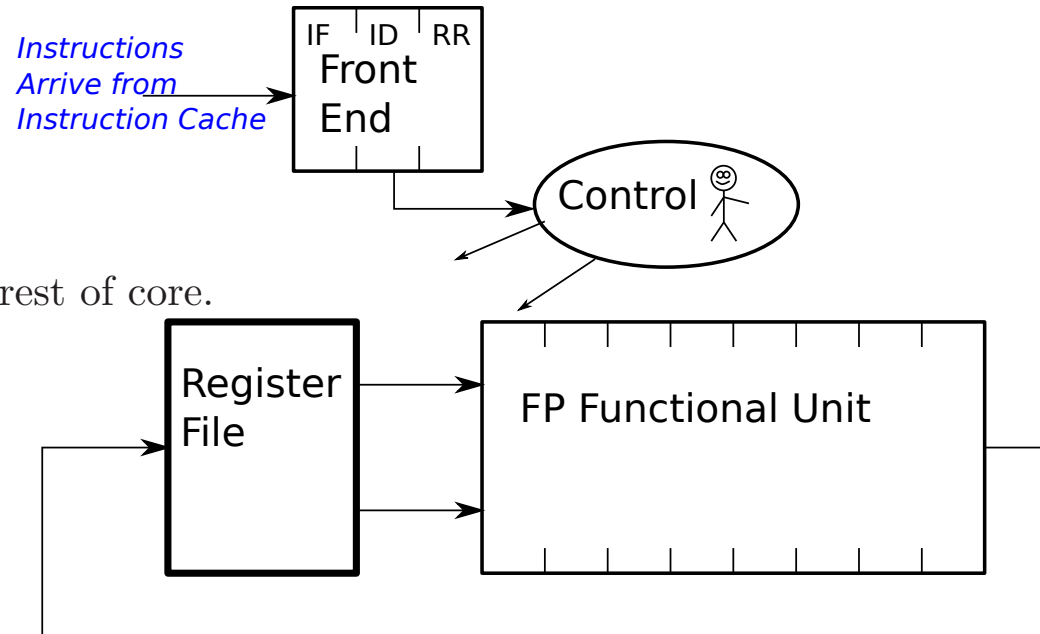 IF ID RR
Instructions
Arrive from
Instruction Cache
Front
End
Control
rest of core.
Register
File
FP Functional Unit